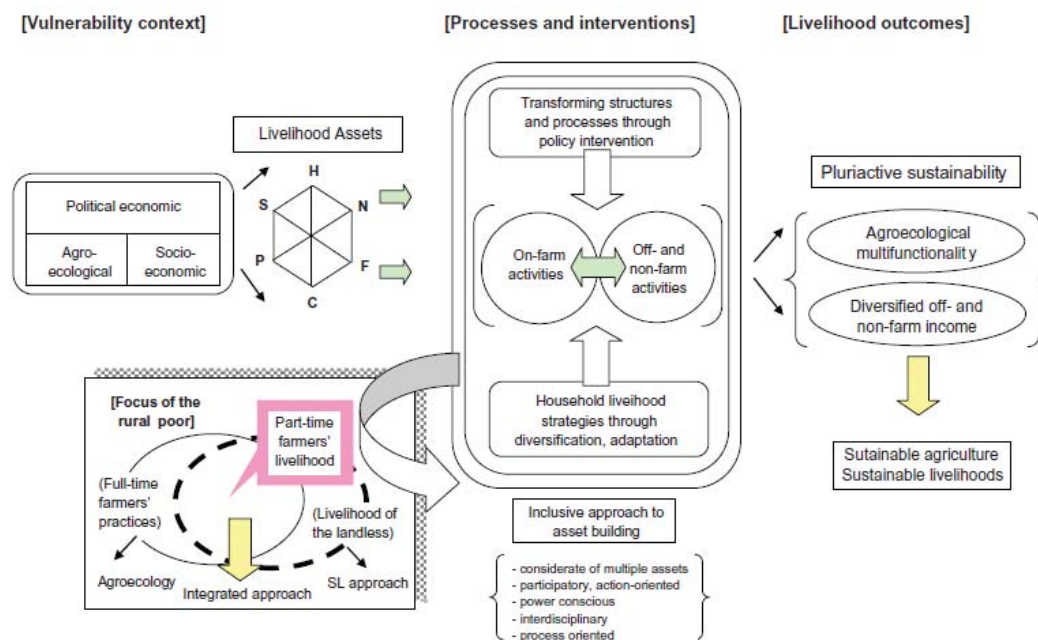 [Vulnerability context]
[Processes and interventions]
[Livelihood outcomes]
Livelihood Assets
H
S
N
P
F
C
Political economic
Agro-
ecological
Socio-
economic
Transforming structures
and processes through
policy intervention
On-farm
activities
Off- and
non-farm
activities
Household livelihood
strategies through
diversification, adaptation
Pluriactive sustainability
Agroecological
multifunctionality
Diversified off- and
non-farm income
Sutainable agriculture
Sustainable livelihoods
[Focus of the
rural poor]
Part-time
farmers'
livelihood
(Full-time
farmers'
practices)
(Livelihood of
the landless)
Agroecology
Integrated approach
SL approach
Inclusive approach to
asset building
- considerate of multiple assets
- participatory, action-oriented
- power conscious
- interdisciplinary
- process oriented